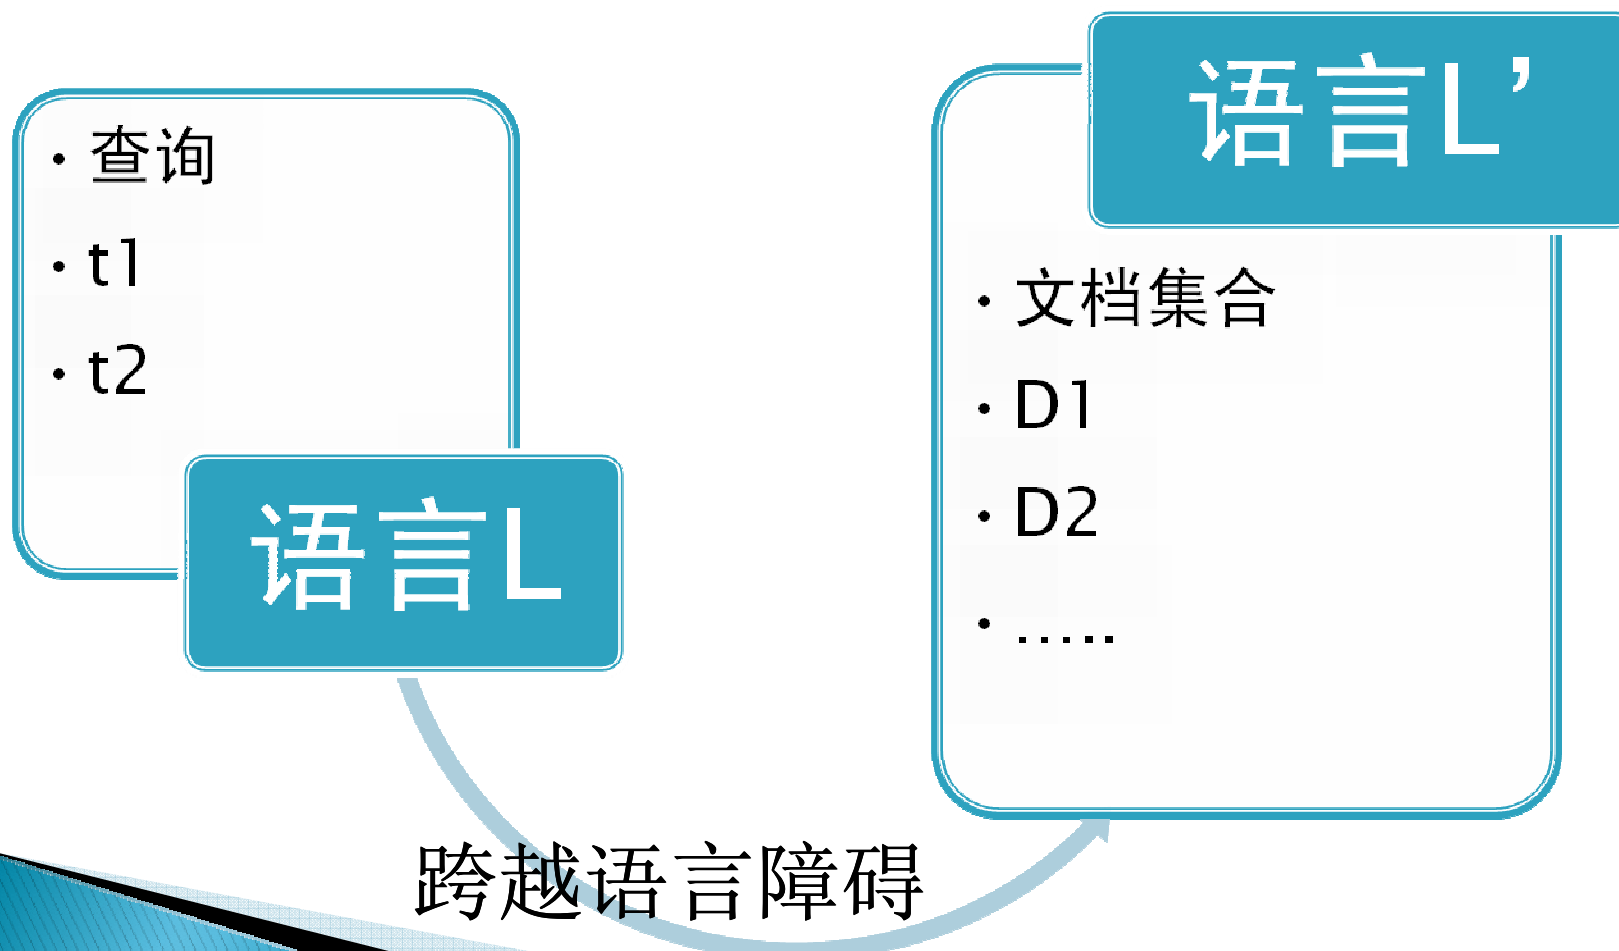 • 查询
• t1
• t2
语言L
语言L’
• 文档集合
• D1
• D2
• .....
跨越语言障碍